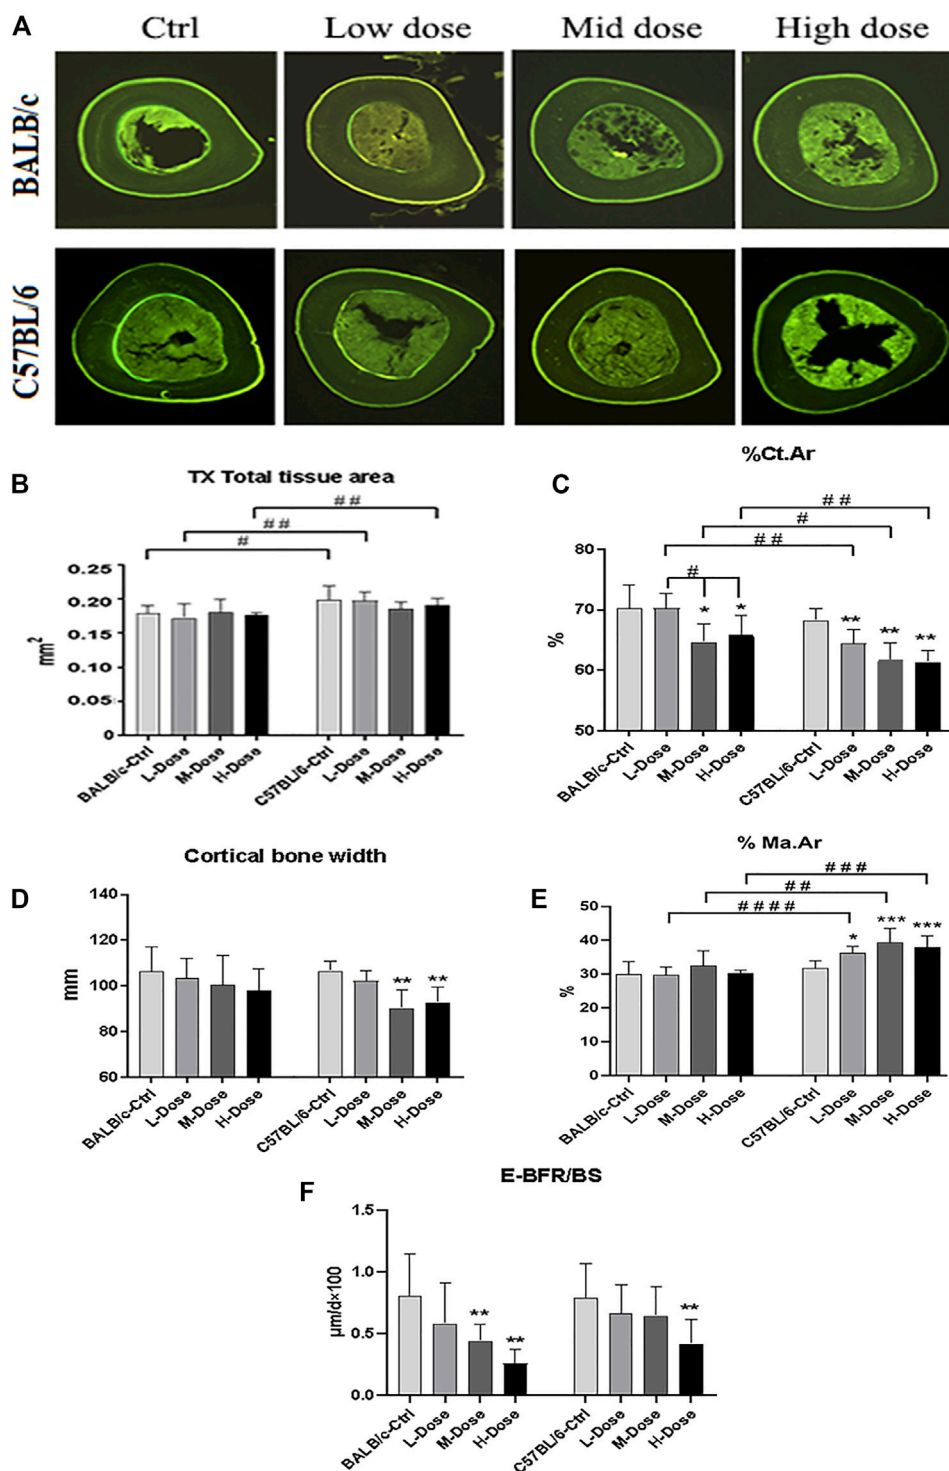 A
Ctrl Low dose Mid dose High dose
BALB/c
C57BL/6
B
TX Total tissue area
# #
# #
#
0.25
0.20
0.15
0.10
0.05
0
mm²
BALB/c-Ctrl L-Dose M-Dose H-Dose C57BL/6-Ctrl L-Dose M-Dose H-Dose
C
%Ct.Ar
# #
#
# #
#
* * ** ** **
80
70
60
50
%
BALB/c-Ctrl L-Dose M-Dose H-Dose C57BL/6-Ctrl L-Dose M-Dose H-Dose
D
Cortical bone width
140
120
100
80
60
mm
** **
BALB/c-Ctrl L-Dose M-Dose H-Dose C57BL/6-Ctrl L-Dose M-Dose H-Dose
E
% Ma.Ar
# # #
# #
# # # #
* *** ***
50
40
30
20
10
0
%
BALB/c-Ctrl L-Dose M-Dose H-Dose C57BL/6-Ctrl L-Dose M-Dose H-Dose
F
E-BFR/BS
1.5
1.0
0.5
0.0
µm/d×100
** ** **
BALB/c-Ctrl L-Dose M-Dose H-Dose C57BL/6-Ctrl L-Dose M-Dose H-Dose